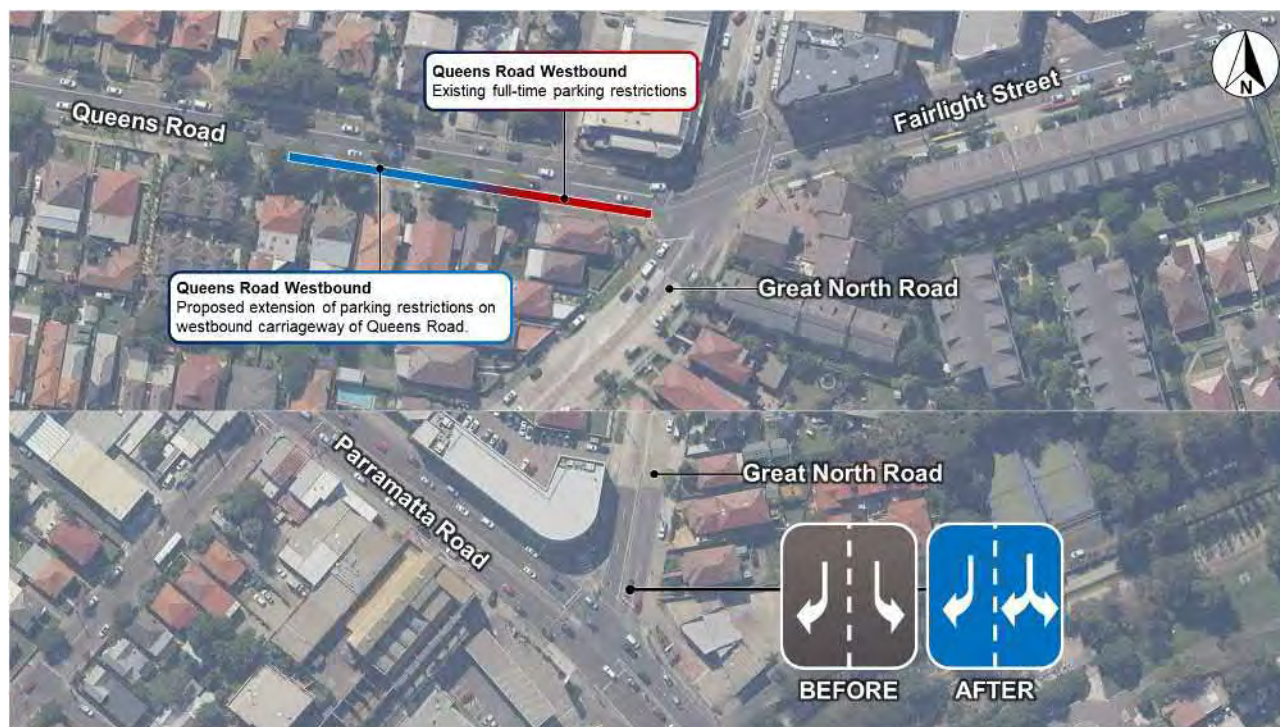 Queens Road Westbound
Existing full-time parking restrictions
Fairlight Street
N
Queens Road
Queens Road Westbound
Proposed extension of parking restrictions on
westbound carriageway of Queens Road.
Great North Road
Parramatta Road
Great North Road
BEFORE
AFTER